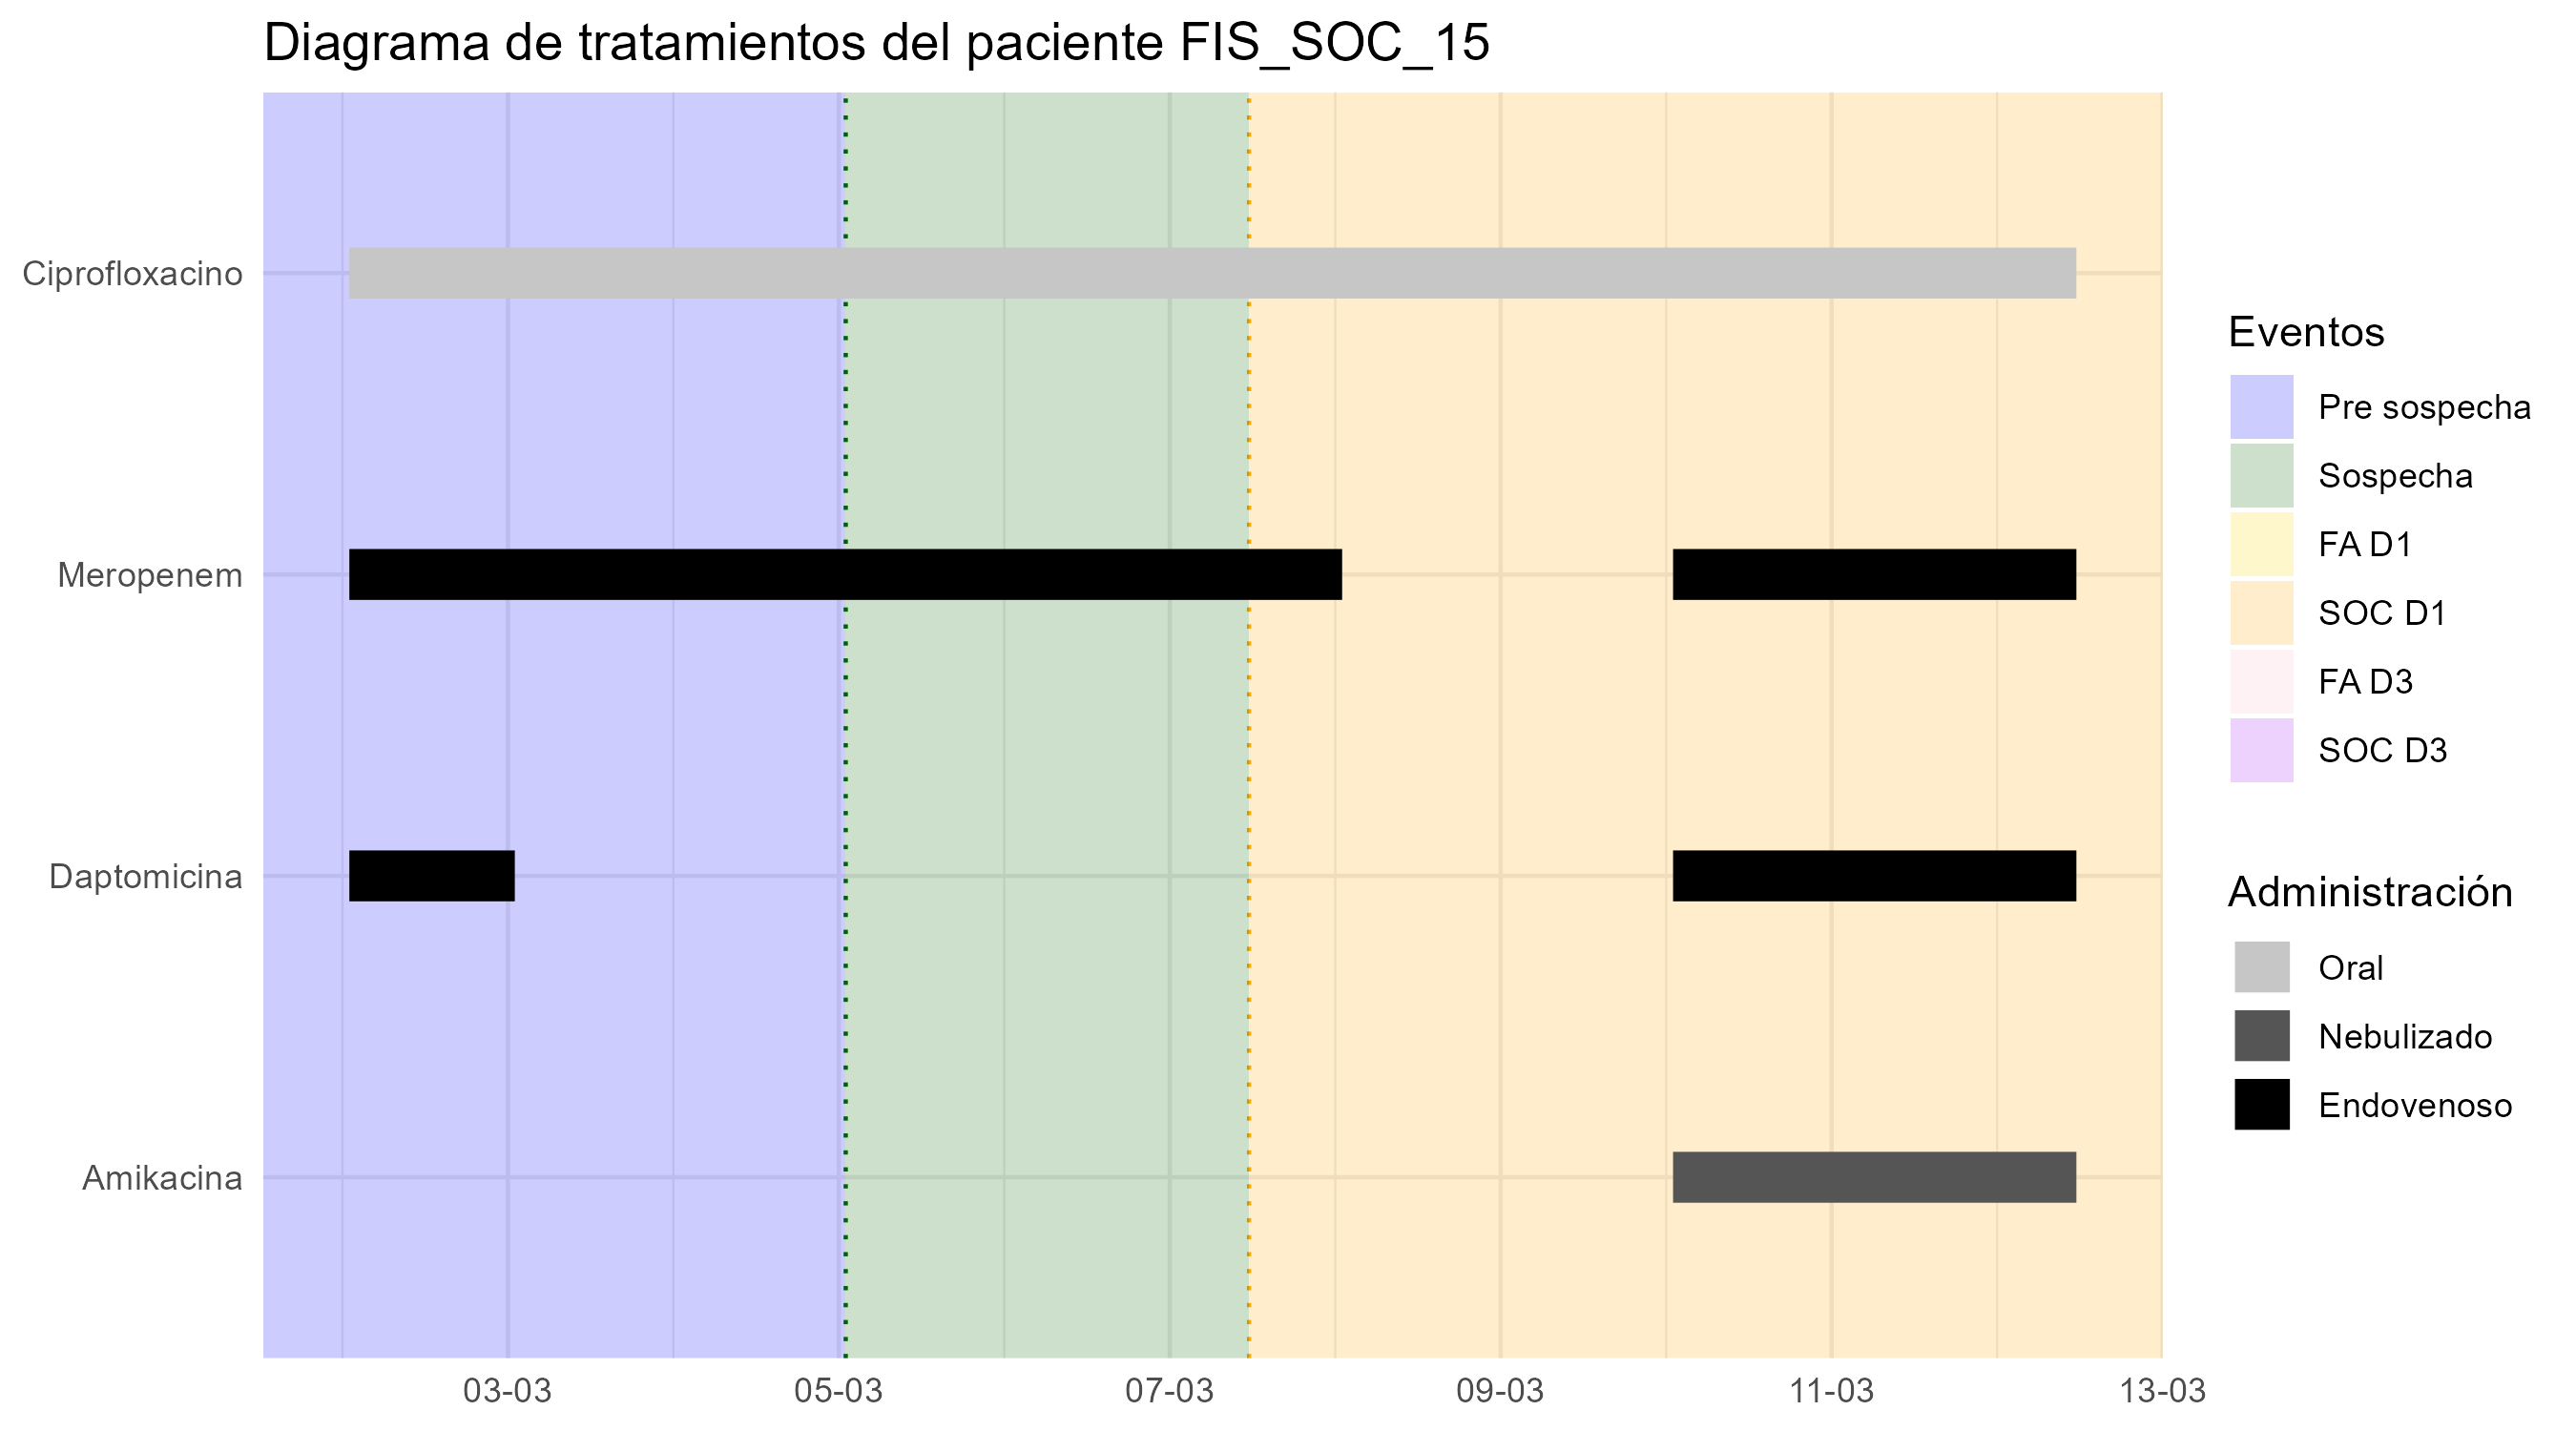 Diagrama de tratamientos del paciente FIS_SOC_15
Ciprofloxacino
Meropenem
Daptomicina
Amikacina
03-03
05-03
07-03
09-03
11-03
13-03
Eventos
Pre sospecha
Sospecha
FA D1
SOC D1
FA D3
SOC D3
Administración
Oral
Nebulizado
Endovenoso